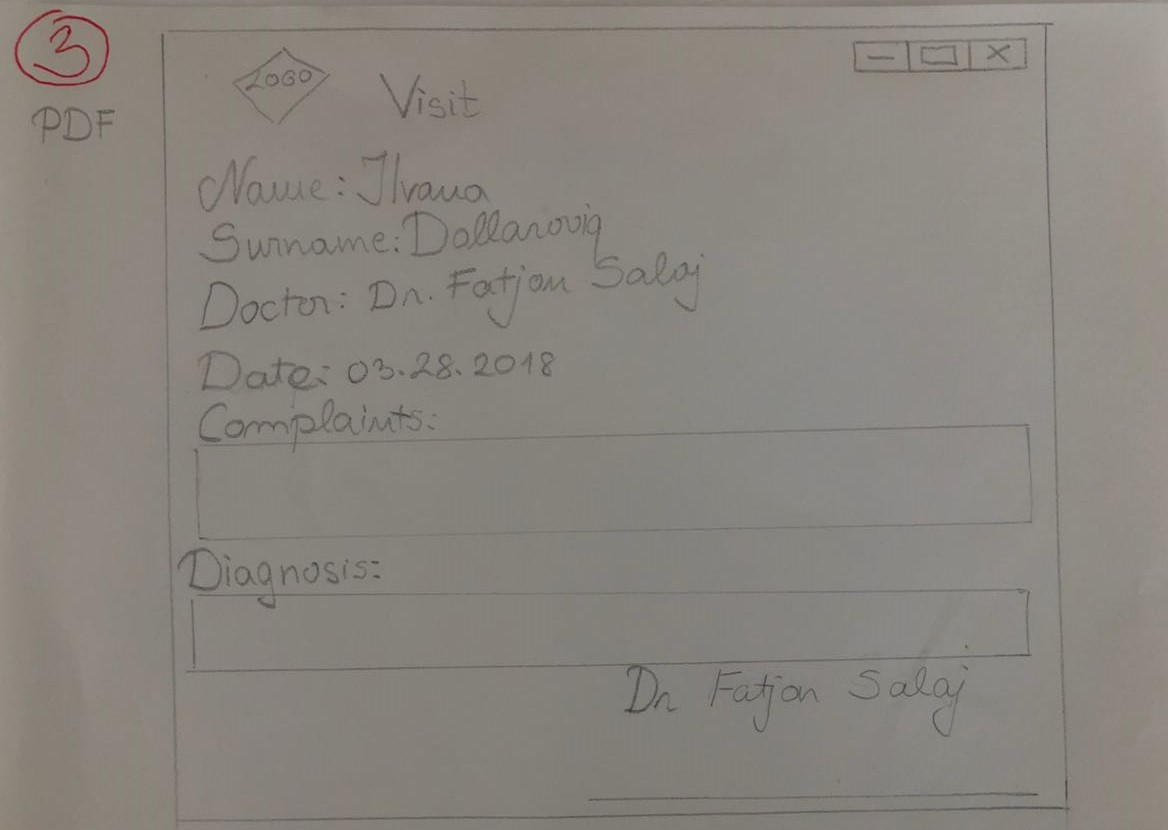 3
PDF
LOGO
Visit
Name: Ilvana
Surname: Dollaroviq
Doctor: Dr. Fatjon Salaj
Date: 03.28.2018
Complaints:
Diagnosis:
Dr Fatjon Salaj